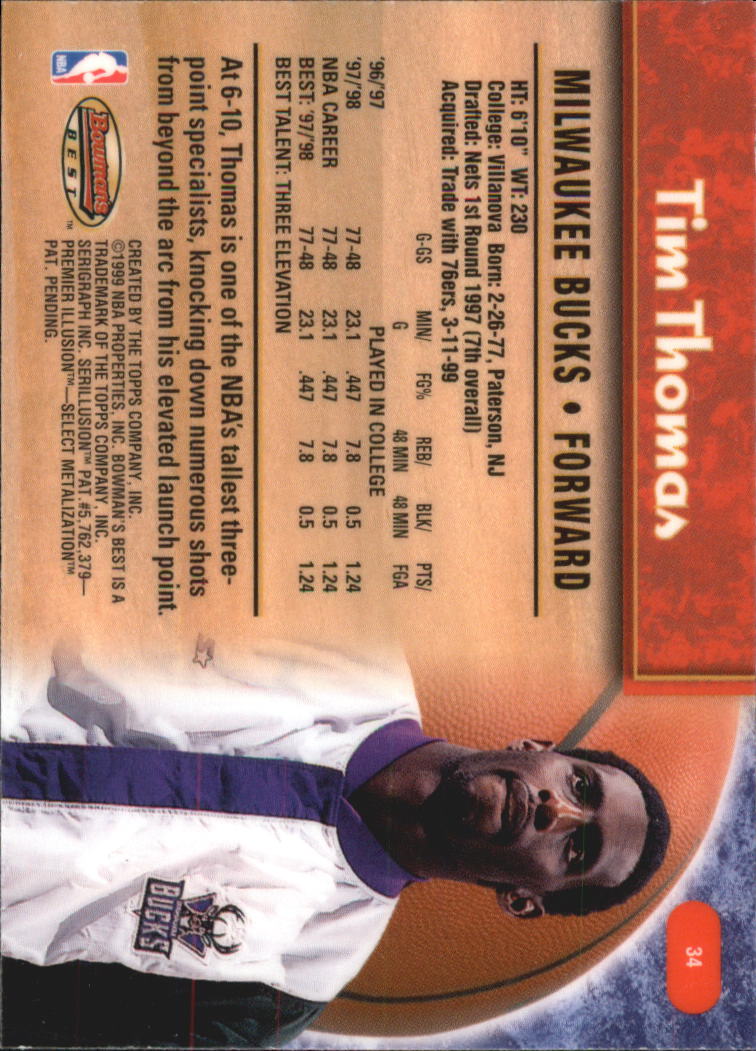 Tim Thomas
MILWAUKEE BUCKS • FORWARD
HT: 6'10" WT: 230
College: Villanova Born: 2-26-77, Paterson, NJ
Drafted: Nets 1st Round 1997 (7th overall)
Acquired: Trade with 76ers, 3-11-99
G-GS MIN/ FG% REB/ BLK/ PTS/
G 48 MIN 48 MIN FGA
'96/'97 PLAYED IN COLLEGE
'97/'98 77-48 23.1 .447 7.8 0.5 1.24
NBA CAREER 77-48 23.1 .447 7.8 0.5 1.24
BEST: '97/'98 77-48 23.1 .447 7.8 0.5 1.24
BEST TALENT: THREE ELEVATION
At 6-10, Thomas is one of the NBA's tallest three-
point specialists, knocking down numerous shots
from beyond the arc from his elevated launch point.
NBA
Bowman's
BEST™
CREATED BY THE TOPPS COMPANY, INC.
©1999 NBA PROPERTIES, INC. BOWMAN'S BEST IS A
TRADEMARK OF THE TOPPS COMPANY, INC.
SERIGRAPH INC. SERILLUSION™ PAT. #5,762,379—
PREMIER ILLUSION™—SELECT METALIZATION™
PAT. PENDING.
34
BUCKS